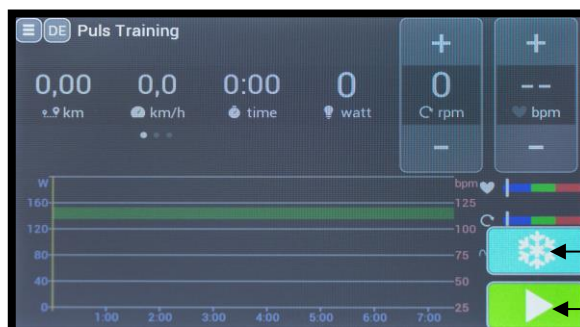 DE Puls Training
+ +
0,00 0,0 0:00 0 0 --
km km/h time watt rpm bpm
- -
W bpm
160 125
120 100
80 75
40 50
0 25
1:00 2:00 3:00 4:00 5:00 6:00 7:00